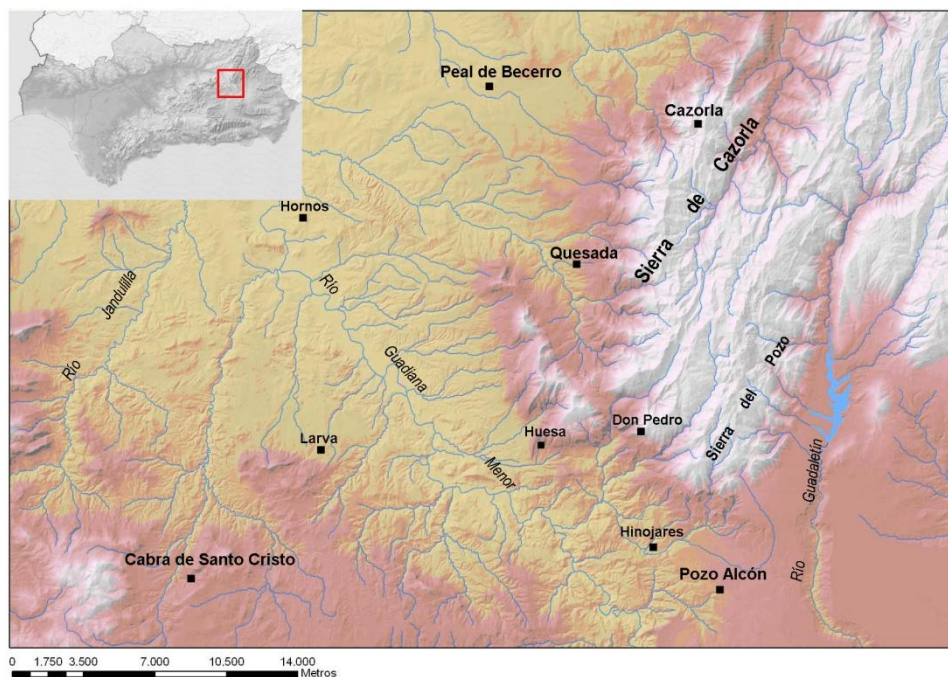 Peal de Becerro
Cazorla
Sierra de Cazorla
Hornos
Quesada
Río Jandulilla
Río Guadiana Menor
Sierra del Pozo
Don Pedro
Huesa
Larva
Río Guadaletín
Hinojares
Cabra de Santo Cristo
Pozo Alcón
0 1.750 3.500 7.000 10.500 14.000
Metros